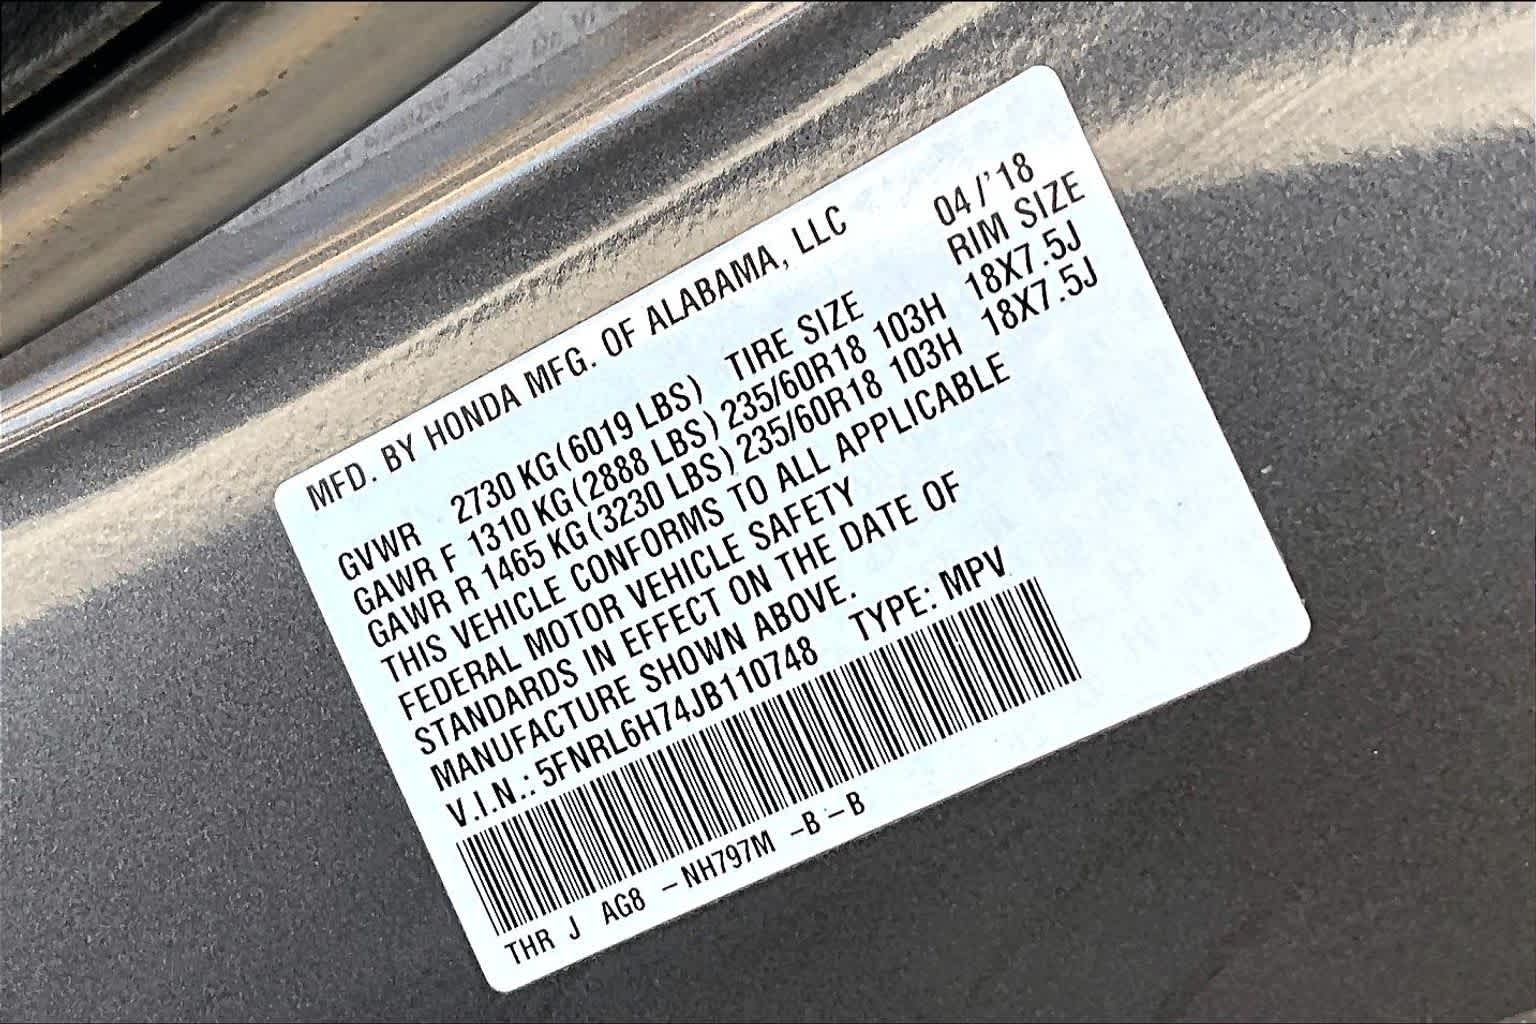 MFD. BY HONDA MFG. OF ALABAMA, LLC 04/'18
GVWR 2730 KG(6019 LBS) TIRE SIZE RIM SIZE
GAWR F 1310 KG(2888 LBS) 235/60R18 103H 18X7.5J
GAWR R 1465 KG(3230 LBS) 235/60R18 103H 18X7.5J
THIS VEHICLE CONFORMS TO ALL APPLICABLE
FEDERAL MOTOR VEHICLE SAFETY
STANDARDS IN EFFECT ON THE DATE OF
MANUFACTURE SHOWN ABOVE.
V.I.N.: 5FNRL6H74JB110748 TYPE: MPV
THR J AG8 -NH797M -B-B